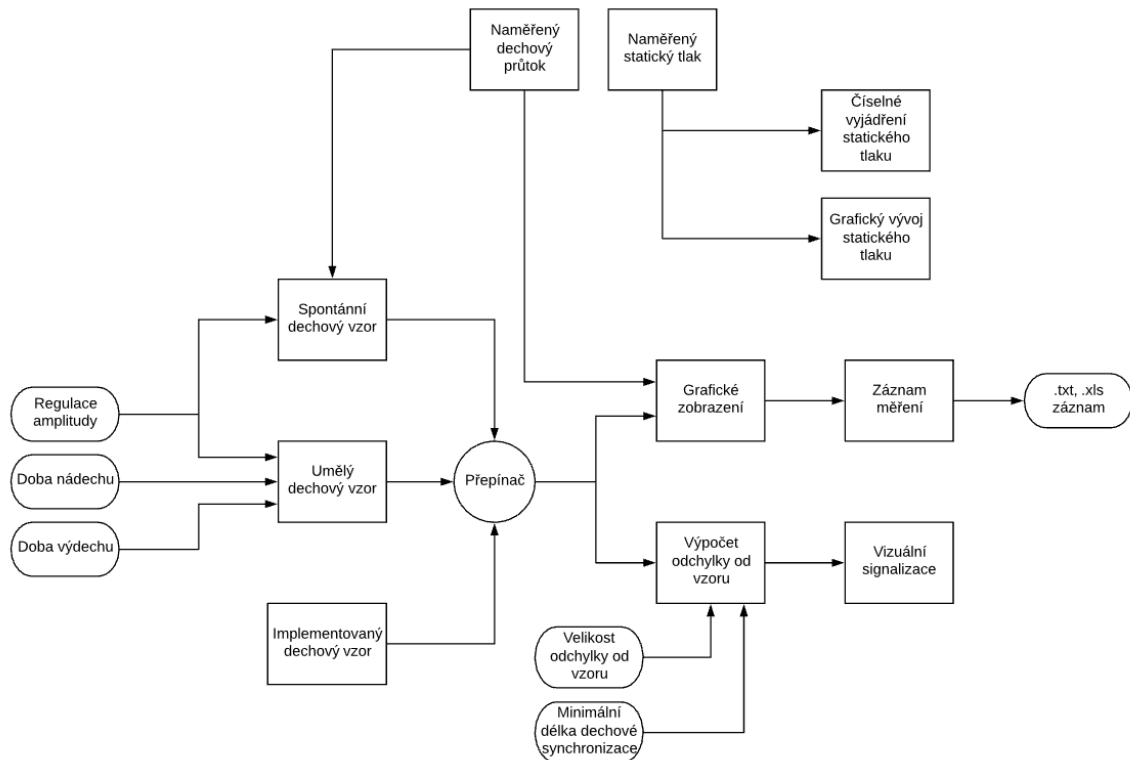 Naměřený
dechový
průtok
Naměřený
statický tlak
Číselné
vyjádření
statického
tlaku
Grafický vývoj
statického
tlaku
Spontánní
dechový vzor
Regulace
amplitudy
Grafické
zobrazení
Záznam
měření
.txt, .xls
záznam
Doba nádechu
Umělý
dechový vzor
Přepínač
Doba výdechu
Výpočet
odchylky od
vzoru
Vizuální
signalizace
Implementovaný
dechový vzor
Velikost
odchylky od
vzoru
Minimální
délka dechové
synchronizace